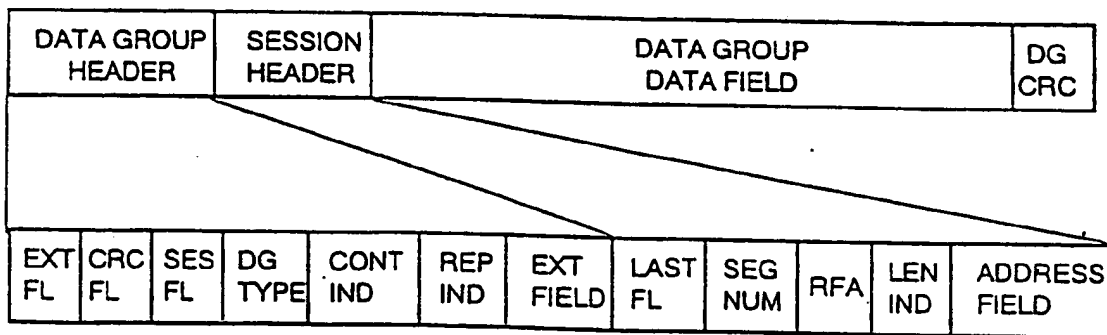 DATA GROUP
HEADER
SESSION
HEADER
DATA GROUP
DATA FIELD
DG
CRC
EXT
FL
CRC
FL
SES
FL
DG
TYPE
CONT
IND
REP
IND
EXT
FIELD
LAST
FL
SEG
NUM
RFA
LEN
IND
ADDRESS
FIELD